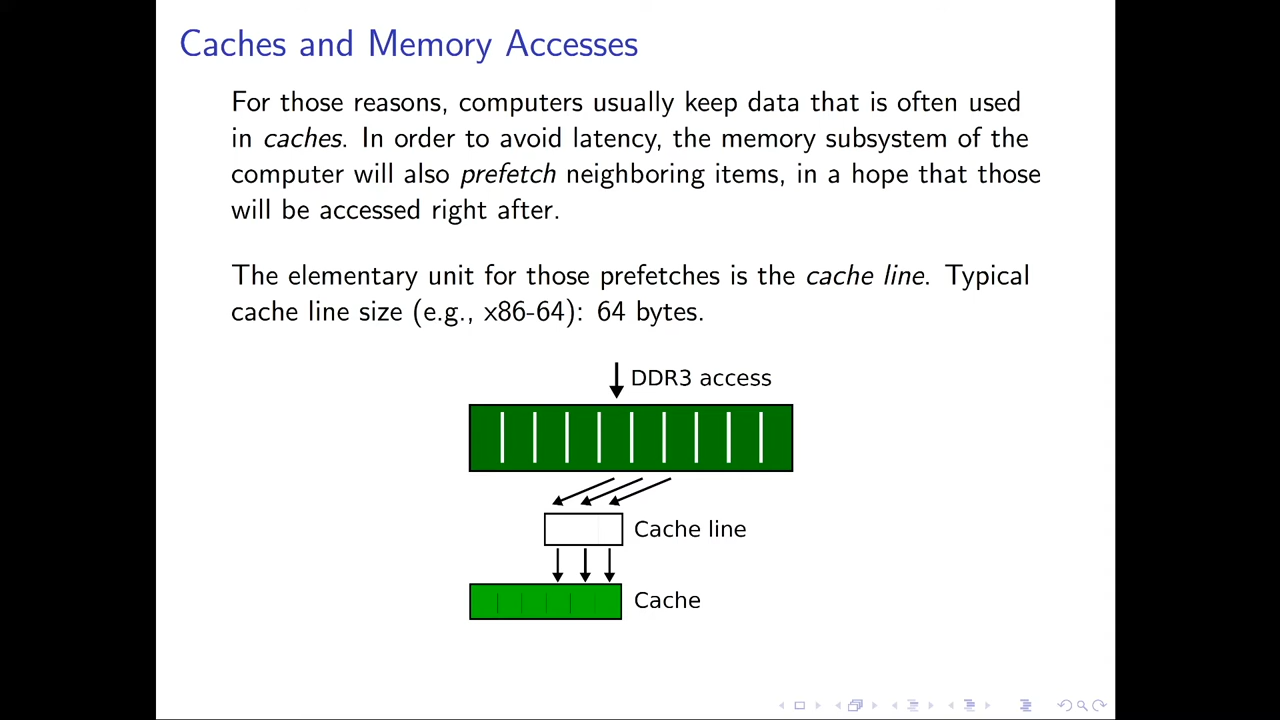 Caches and Memory Accesses
For those reasons, computers usually keep data that is often used
in caches. In order to avoid latency, the memory subsystem of the
computer will also prefetch neighboring items, in a hope that those
will be accessed right after.
The elementary unit for those prefetches is the cache line. Typical
cache line size (e.g., x86-64): 64 bytes.
DDR3 access
Cache line
Cache